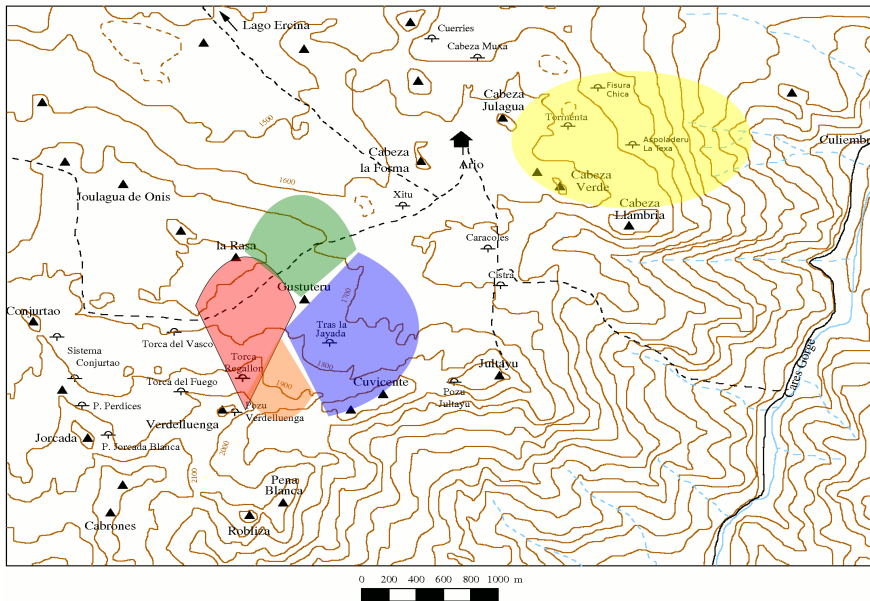 Lago Ercina
Cuerries
Cabeza Muxa
Fisura
Chica
Cabeza
Julagua
Tormenta
1500
Aspoladeru
La Texa
Culiemb
Cabeza
la Forma
Ario
Cabeza
Verde
1600
Joulagua de Onis
Xitu
Cabeza
Llambria
la Rasa
Caracoles
Cistra
Gustuteru
1700
Conjurtao
Torca del Vasco
Tras la
Jayada
Sistema
Conjurtao
Torca
Regallon
1800
Jultayu
Cares Gorge
Torca del Fuego
1900
Cuvicente
Pozu
Jultayu
P. Perdices
Pozu
Verdelluenga
Verdelluenga
Jorcada
P. Jorcada Blanca
2000
2100
Pena
Blanca
Cabrones
Robliza
0 200 400 600 800 1000 m